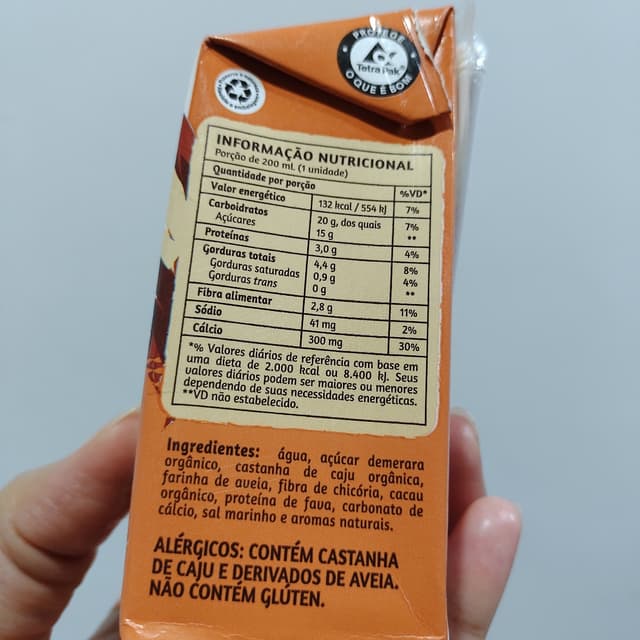 PROTEGE
Tetra Pak®
O QUE É BOM
INFORMAÇÃO NUTRICIONAL
Porção de 200 mL (1 unidade)
Quantidade por porção %VD*
Valor energético 132 kcal / 554 kJ 7%
Carboidratos 20 g, dos quais 7%
Açúcares 15 g **
Proteínas 3,0 g 4%
Gorduras totais 4,4 g 8%
Gorduras saturadas 0,9 g 4%
Gorduras trans 0 g **
Fibra alimentar 2,8 g 11%
Sódio 41 mg 2%
Cálcio 300 mg 30%
*% Valores diários de referência com base em
uma dieta de 2.000 kcal ou 8.400 kJ. Seus
valores diários podem ser maiores ou menores
dependendo de suas necessidades energéticas.
**VD não estabelecido.
Ingredientes: água, açúcar demerara
orgânico, castanha de caju orgânica,
farinha de aveia, fibra de chicória, cacau
orgânico, proteína de fava, carbonato de
cálcio, sal marinho e aromas naturais.
ALÉRGICOS: CONTÉM CASTANHA
DE CAJU E DERIVADOS DE AVEIA.
NÃO CONTÉM GLÚTEN.